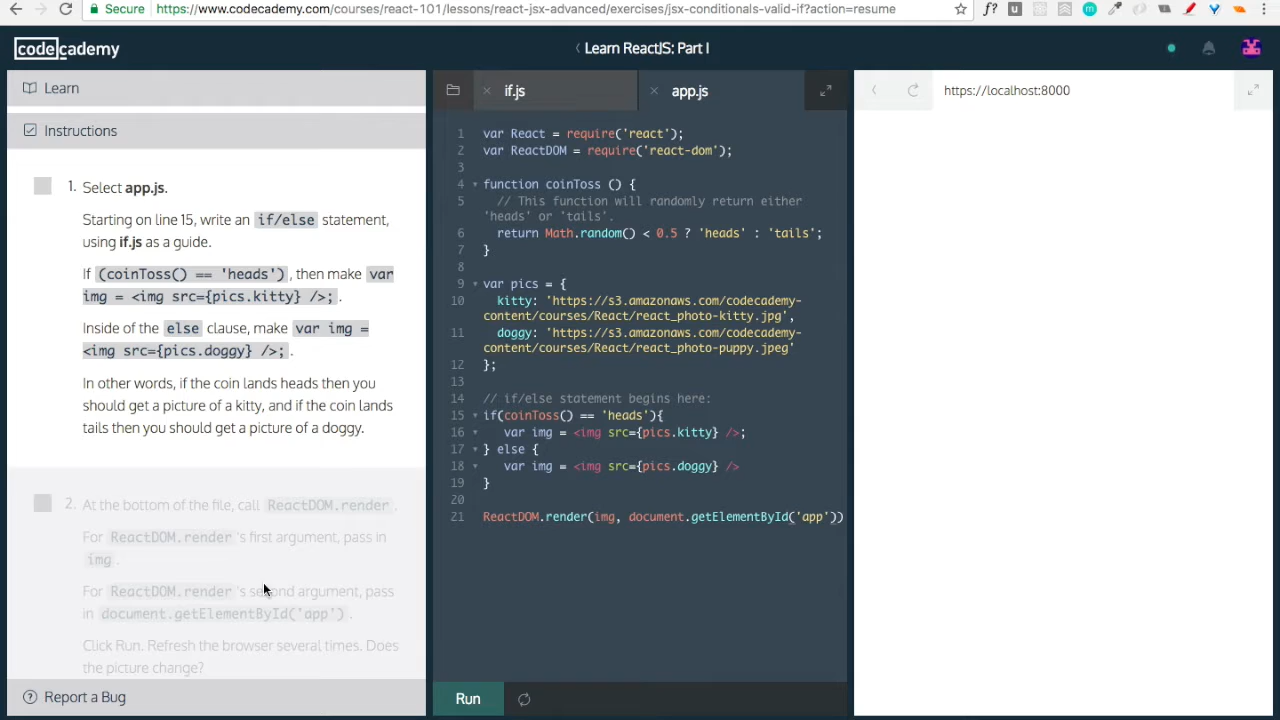 Secure https://www.codecademy.com/courses/react-101/lessons/react-jsx-advanced/exercises/jsx-conditionals-valid-if?action=resume
codecademy
Learn ReactJS: Part I
Learn
Instructions
1. Select app.js.
Starting on line 15, write an if/else statement,
using if.js as a guide.
If (coinToss() == 'heads'), then make var
img = <img src={pics.kitty} />;.
Inside of the else clause, make var img =
<img src={pics.doggy} />;.
In other words, if the coin lands heads then you
should get a picture of a kitty, and if the coin lands
tails then you should get a picture of a doggy.
2. At the bottom of the file, call ReactDOM.render.
For ReactDOM.render's first argument, pass in
img.
For ReactDOM.render's second argument, pass
in document.getElementById('app').
Click Run. Refresh the browser several times. Does
the picture change?
Report a Bug
if.js
app.js
1 var React = require('react');
2 var ReactDOM = require('react-dom');
3
4 function coinToss () {
5 // This function will randomly return either
'heads' or 'tails'.
6 return Math.random() < 0.5 ? 'heads' : 'tails';
7 }
8
9 var pics = {
10 kitty: 'https://s3.amazonaws.com/codecademy-
content/courses/React/react_photo-kitty.jpg',
11 doggy: 'https://s3.amazonaws.com/codecademy-
content/courses/React/react_photo-puppy.jpeg'
12 };
13
14 // if/else statement begins here:
15 if(coinToss() == 'heads'){
16 var img = <img src={pics.kitty} />;
17 } else {
18 var img = <img src={pics.doggy} />
19 }
20
21 ReactDOM.render(img, document.getElementById('app'))
Run
https://localhost:8000